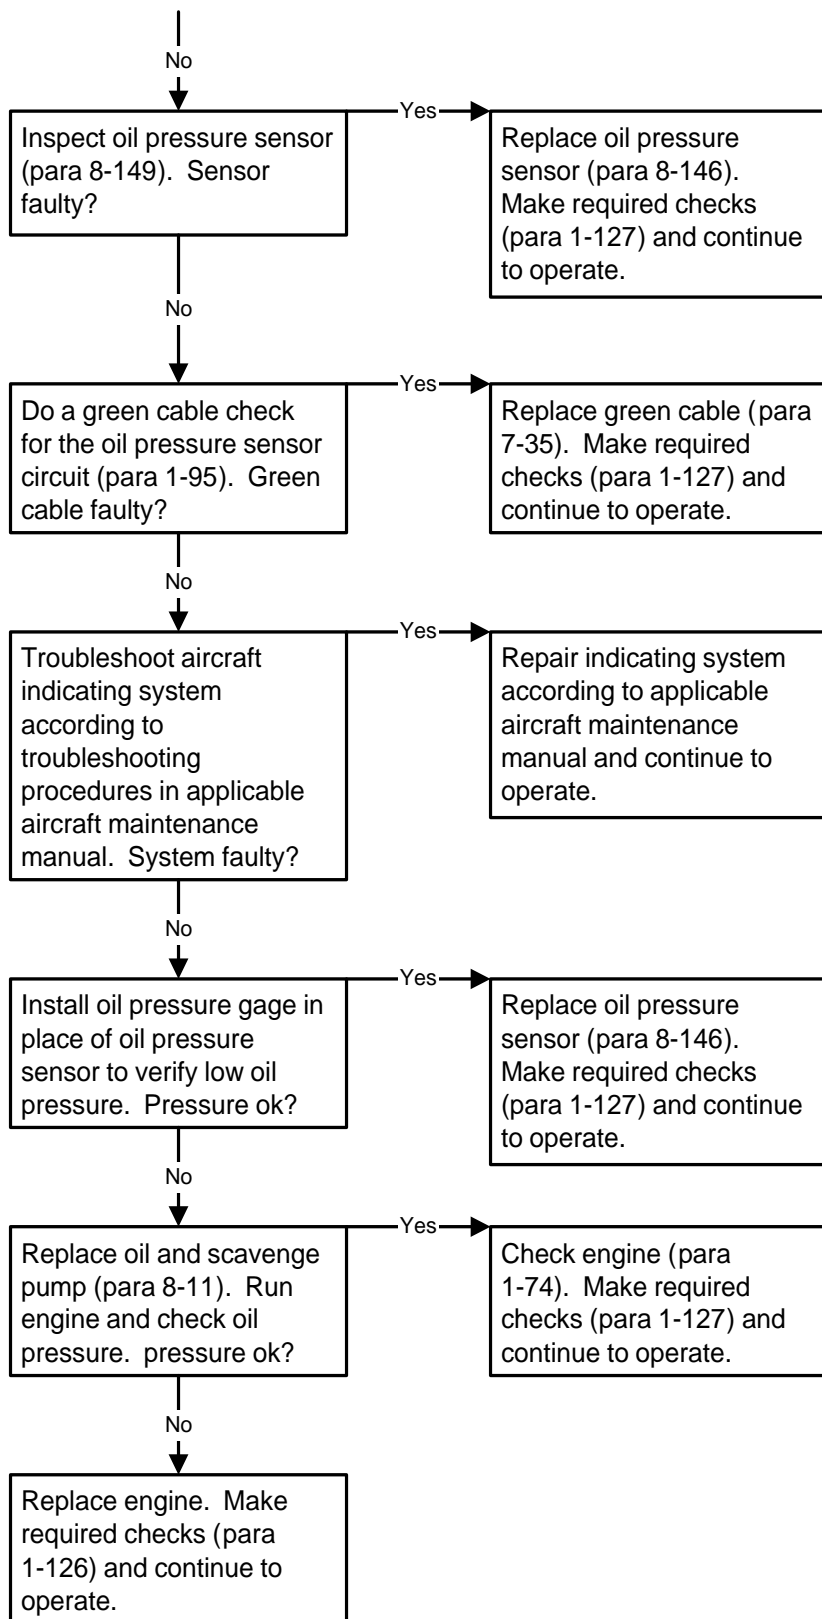 No
Inspect oil pressure sensor
(para 8-149).  Sensor
faulty?
Yes
Replace oil pressure
sensor (para 8-146).
Make required checks
(para 1-127) and continue
to operate.
No
Do a green cable check
for the oil pressure sensor
circuit (para 1-95).  Green
cable faulty?
Yes
Replace green cable (para
7-35).  Make required
checks (para 1-127) and
continue to operate.
No
Troubleshoot aircraft
indicating system
according to
troubleshooting
procedures in applicable
aircraft maintenance
manual.  System faulty?
Yes
Repair indicating system
according to applicable
aircraft maintenance
manual and continue to
operate.
No
Install oil pressure gage in
place of oil pressure
sensor to verify low oil
pressure.  Pressure ok?
Yes
Replace oil pressure
sensor (para 8-146).
Make required checks
(para 1-127) and continue
to operate.
No
Replace oil and scavenge
pump (para 8-11).  Run
engine and check oil
pressure.  pressure ok?
Yes
Check engine (para
1-74).  Make required
checks (para 1-127) and
continue to operate.
No
Replace engine.  Make
required checks (para
1-126) and continue to
operate.